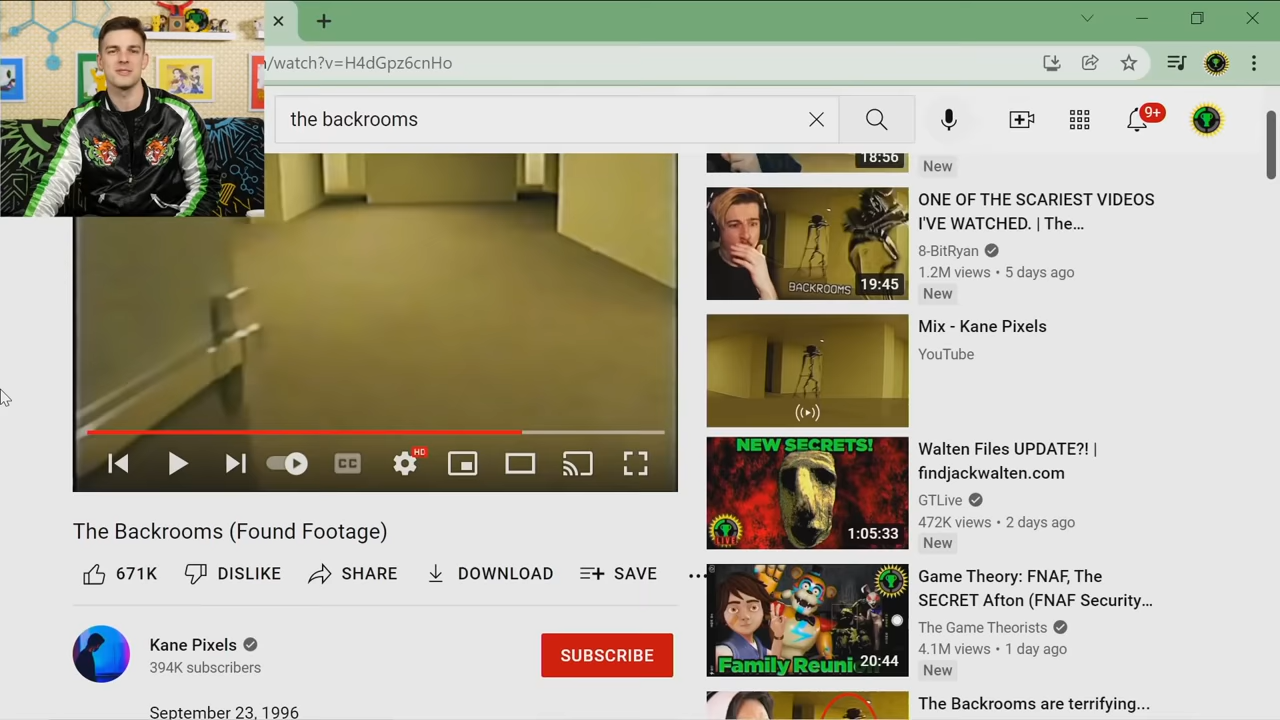 /watch?v=H4dGpz6cnHo
the backrooms
9+
18:56
New
ONE OF THE SCARIEST VIDEOS
I'VE WATCHED. | The...
8-BitRyan
1.2M views • 5 days ago
New
BACKROOMS
19:45
Mix - Kane Pixels
YouTube
NEW SECRETS!
1:05:33
Walten Files UPDATE?! |
findjackwalten.com
GTLive
472K views • 2 days ago
New
Family Reuni
20:44
Game Theory: FNAF, The
SECRET Afton (FNAF Security...
The Game Theorists
4.1M views • 1 day ago
New
The Backrooms are terrifying...
CC
HD
The Backrooms (Found Footage)
671K DISLIKE SHARE DOWNLOAD SAVE ...
Kane Pixels
394K subscribers
SUBSCRIBE
September 23, 1996